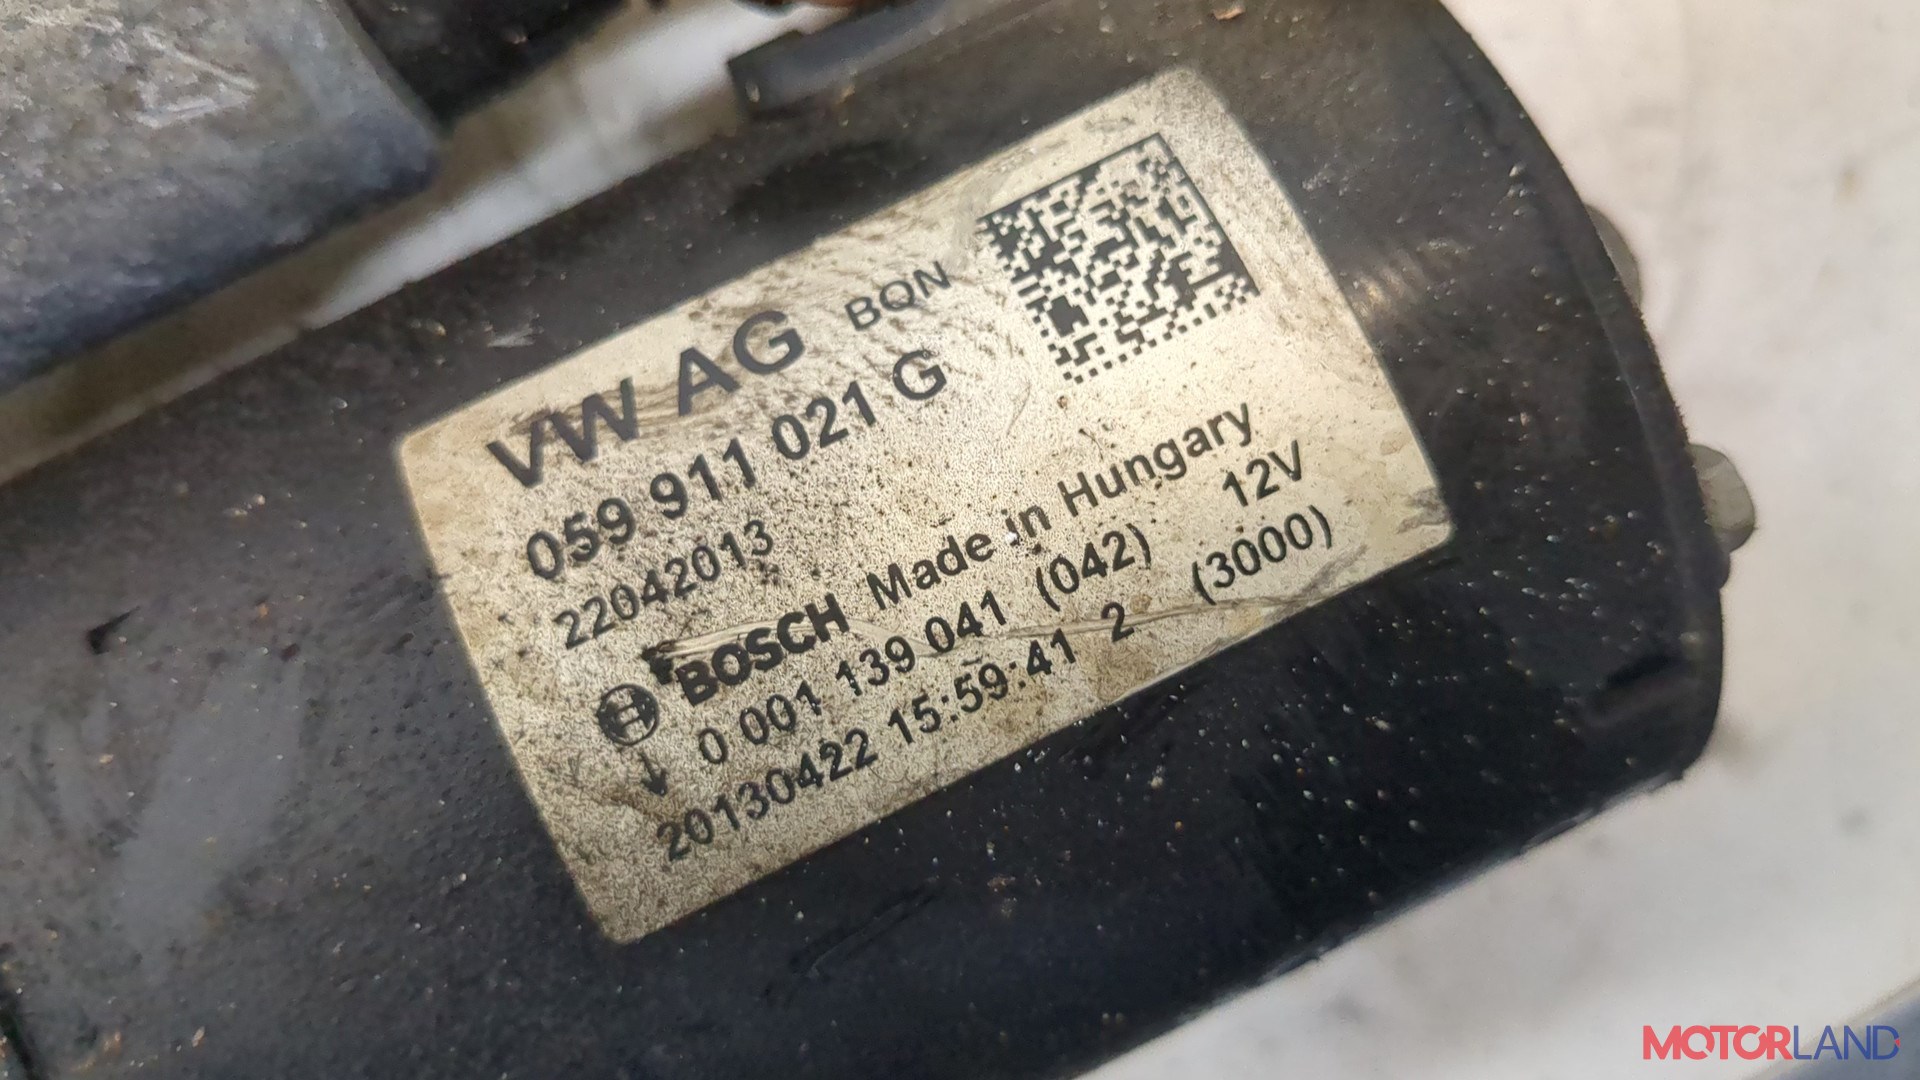 VW AG BQN
059 911 021 G
22042013
BOSCH Made in Hungary
0 001 139 041 (042) 12V
20130422 15:59:41 2 (3000)
MOTORLAND